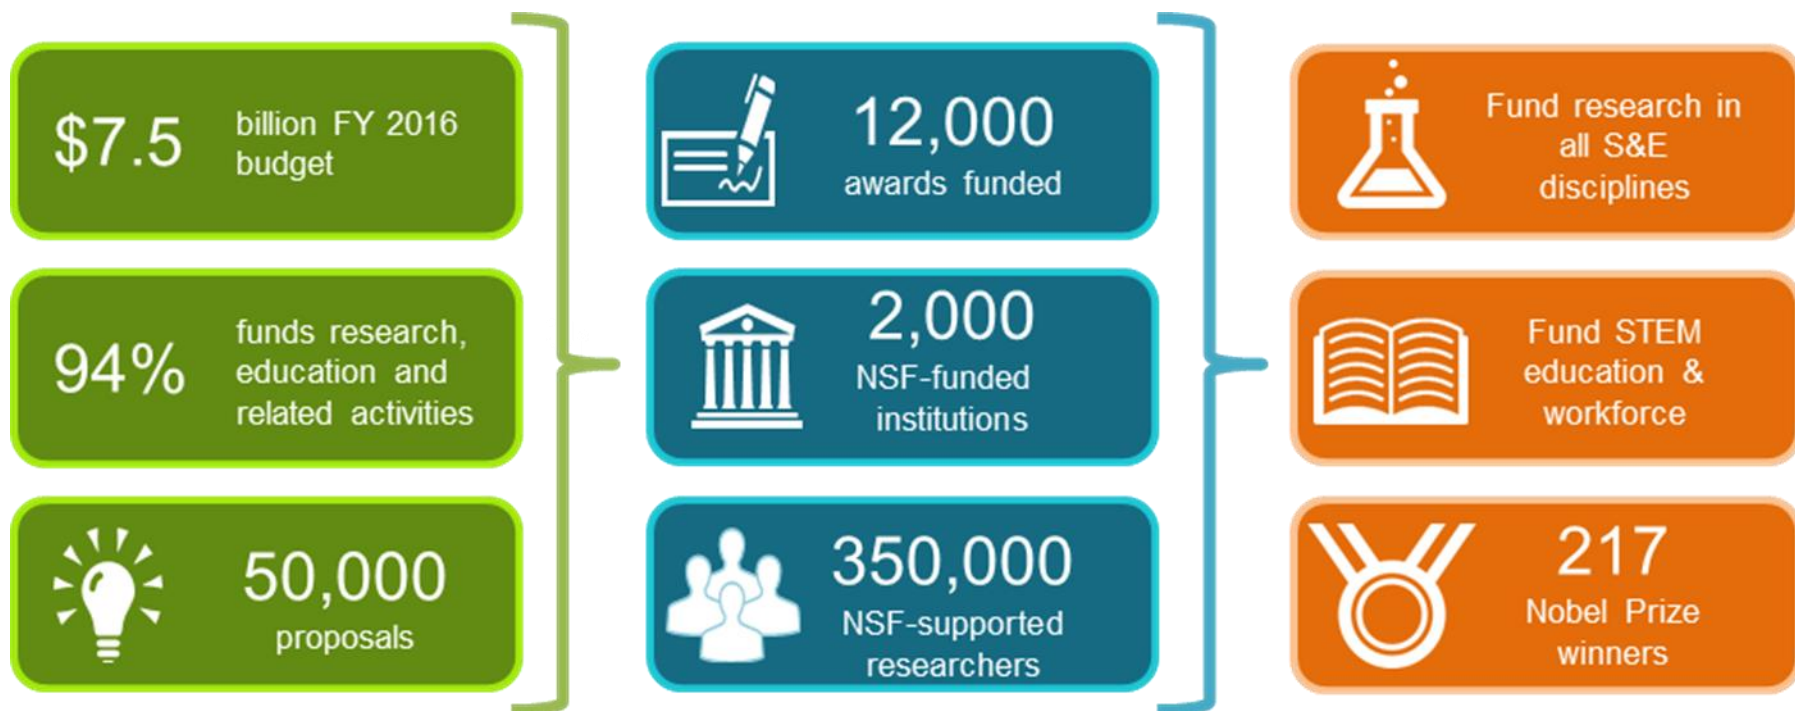 $7.5
billion FY 2016
budget
94%
funds research,
education and
related activities
50,000
proposals
12,000
awards funded
2,000
NSF-funded
institutions
350,000
NSF-supported
researchers
Fund research in
all S&E
disciplines
Fund STEM
education &
workforce
217
Nobel Prize
winners